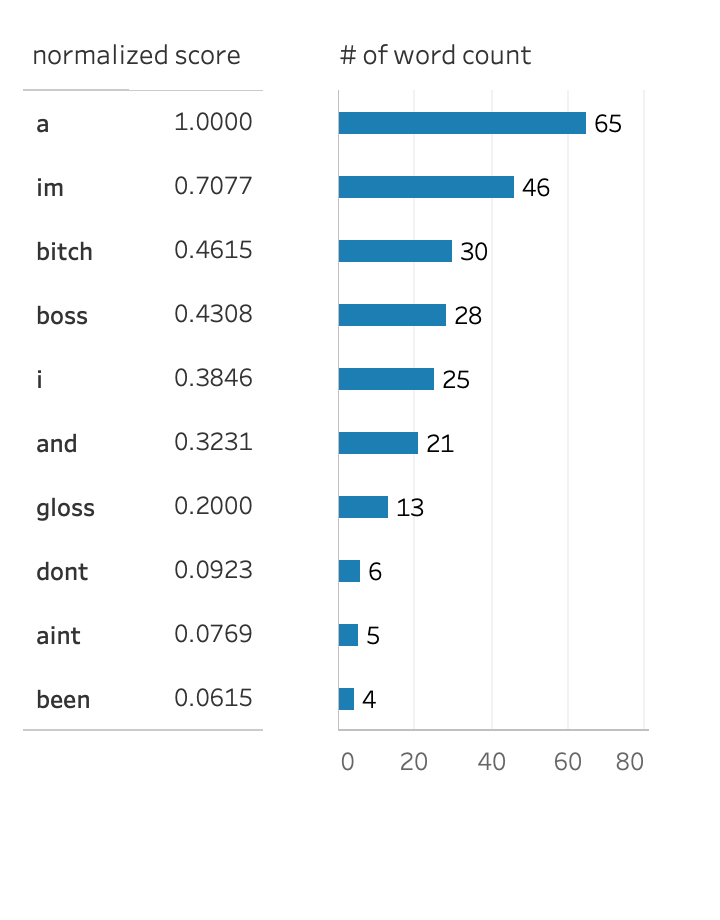 normalized score # of word count
a 1.0000 65
im 0.7077 46
bitch 0.4615 30
boss 0.4308 28
i 0.3846 25
and 0.3231 21
gloss 0.2000 13
dont 0.0923 6
aint 0.0769 5
been 0.0615 4
0 20 40 60 80